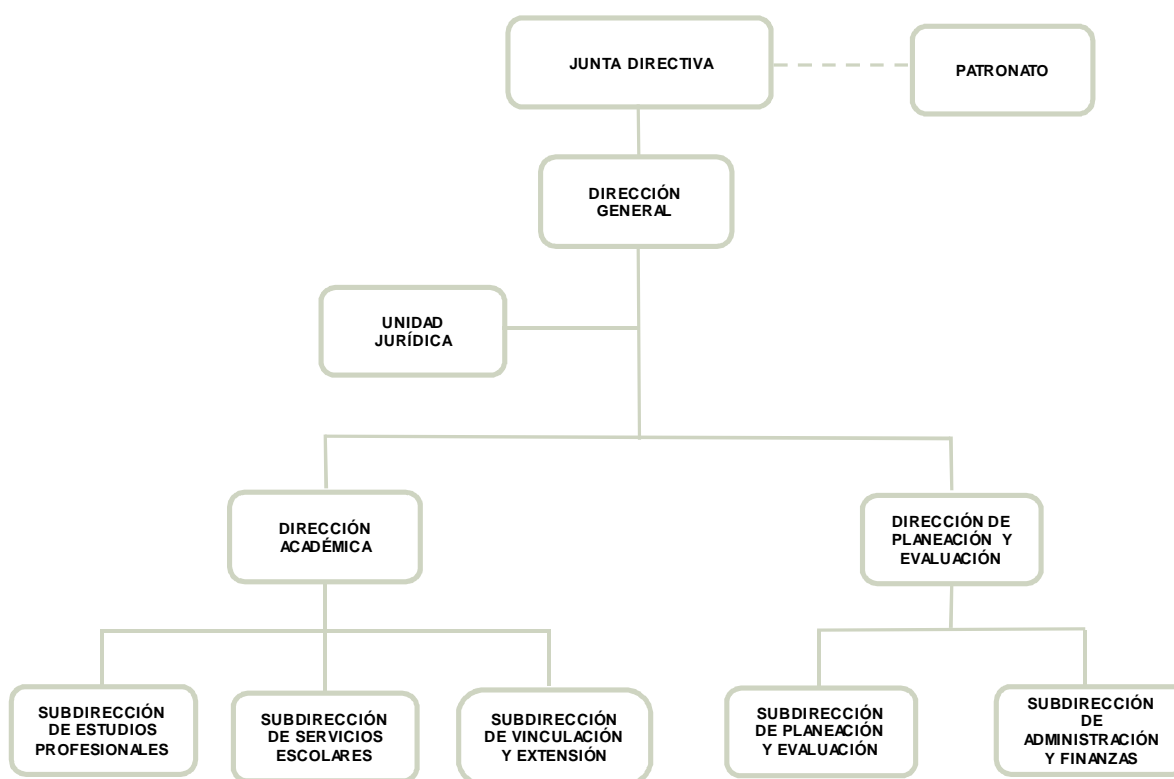 JUNTA DIRECTIVA
PATRONATO
DIRECCIÓN
GENERAL
UNIDAD
JURÍDICA
DIRECCIÓN
ACADÉMICA
DIRECCIÓN DE
PLANEACIÓN Y
EVALUACIÓN
SUBDIRECCIÓN
DE ESTUDIOS
PROFESIONALES
SUBDIRECCIÓN
DE SERVICIOS
ESCOLARES
SUBDIRECCIÓN
DE VINCULACIÓN
Y EXTENSIÓN
SUBDIRECCIÓN
DE PLANEACIÓN
Y EVALUACIÓN
SUBDIRECCIÓN
DE
ADMINISTRACIÓN
Y FINANZAS